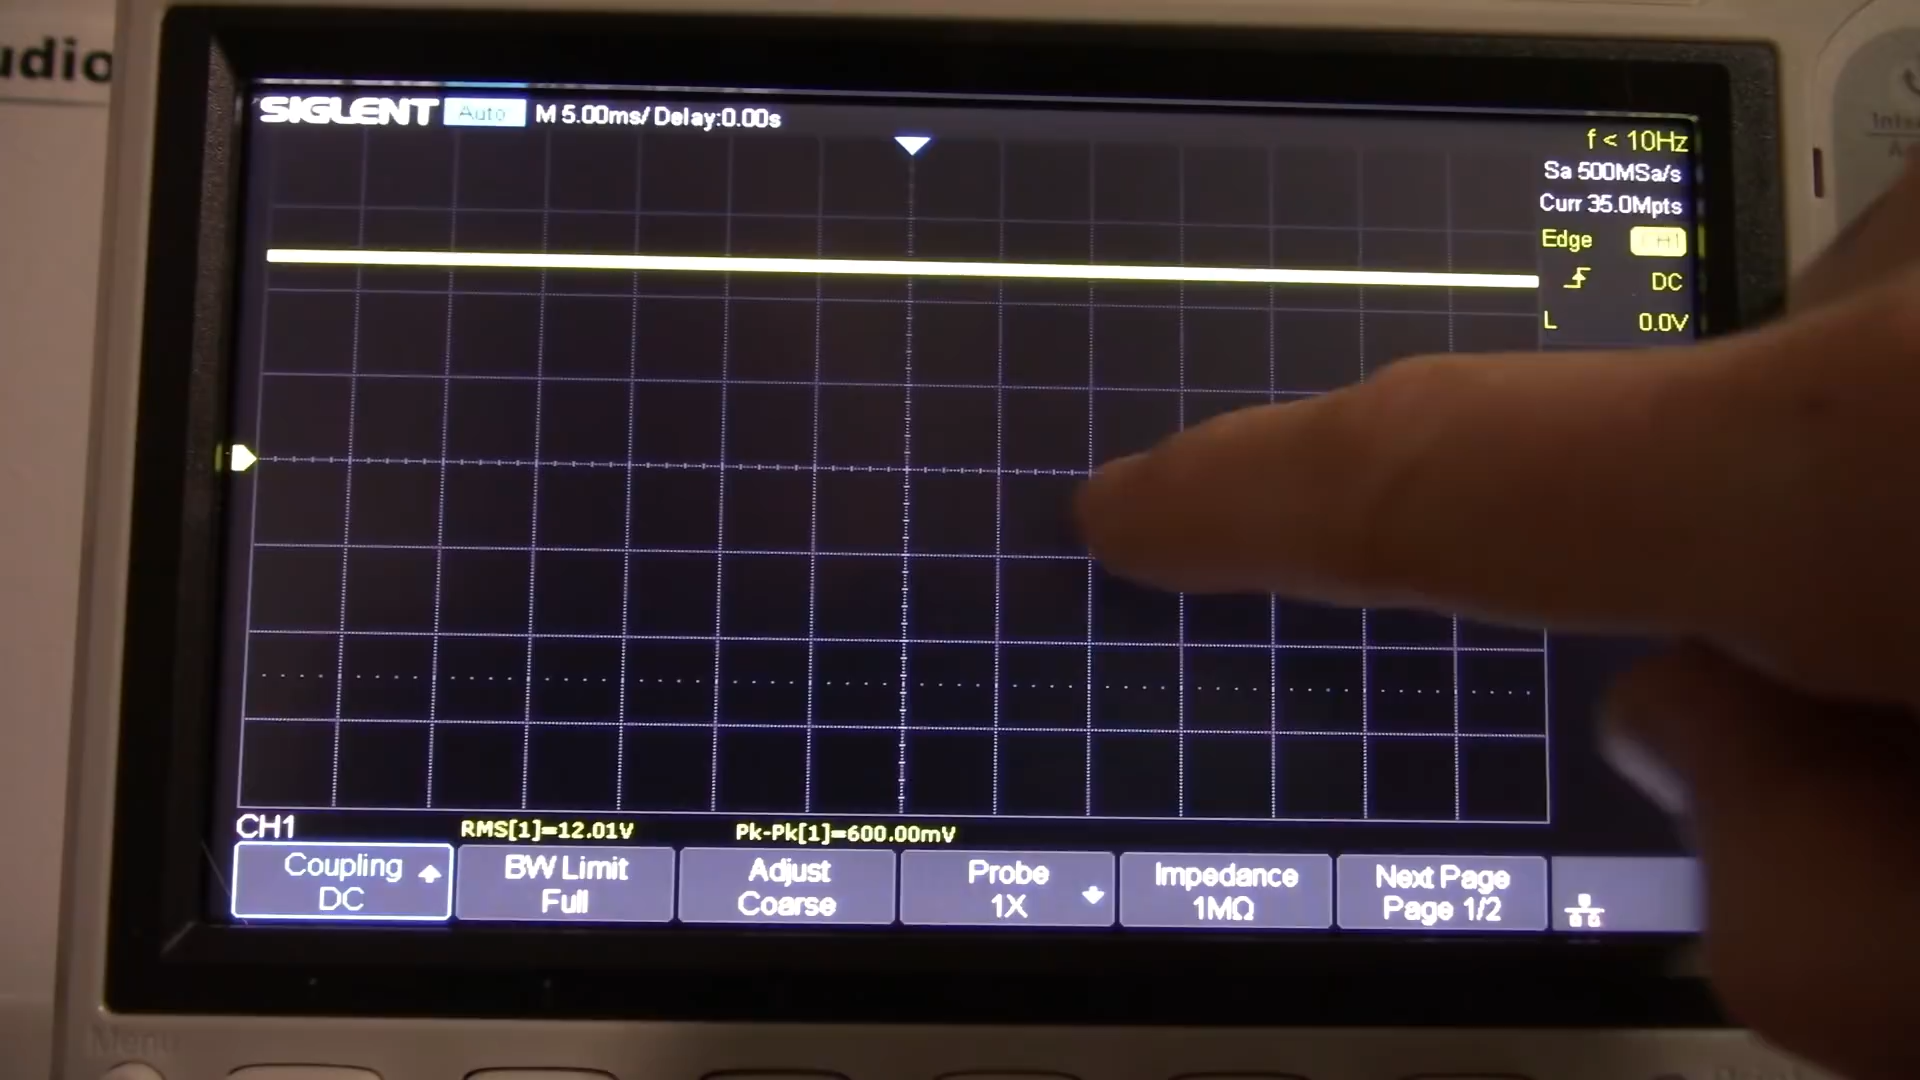 udio
SIGLENT Auto M 5.00ms/ Delay:0.00s
f < 10Hz
Sa 500MSa/s
Curr 35.0Mpts
Edge CH1
DC
L 0.0V
CH1 RMS[1]=12.01V Pk-Pk[1]=600.00mV
Coupling
DC
BW Limit
Full
Adjust
Coarse
Probe
1X
Impedance
1MΩ
Next Page
Page 1/2
Menu